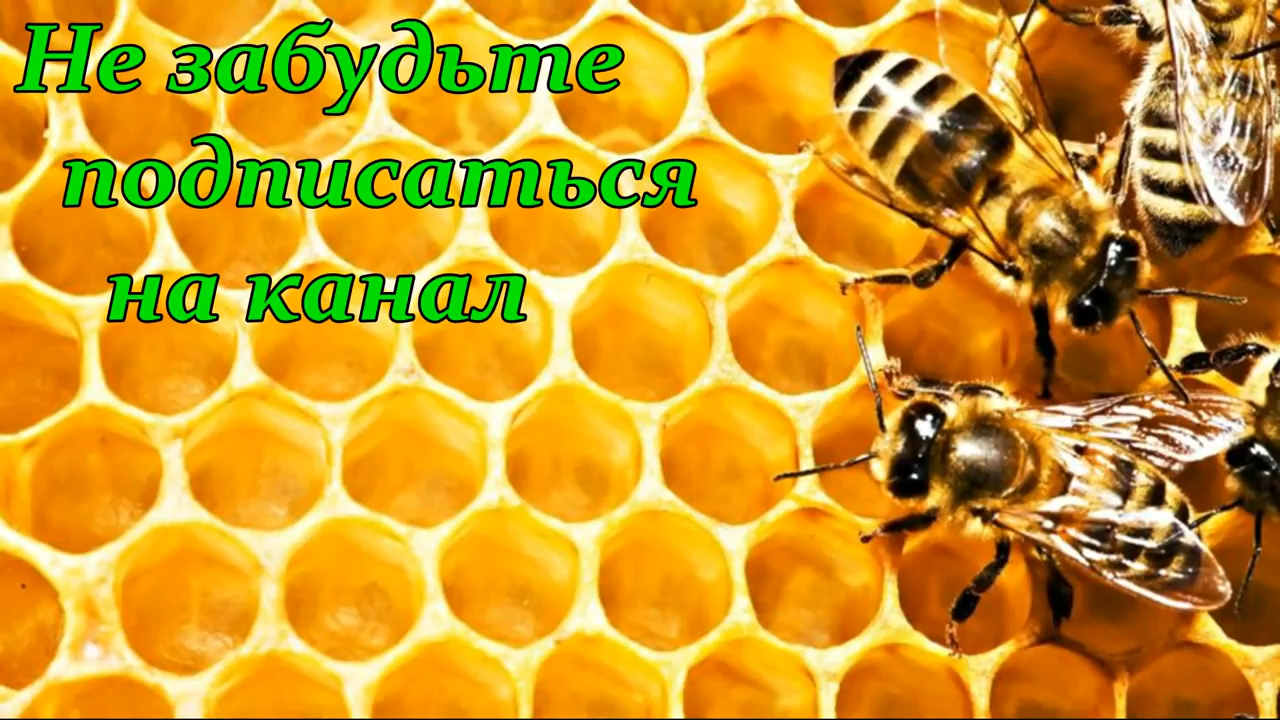 Не забудьте
подписаться
на канал